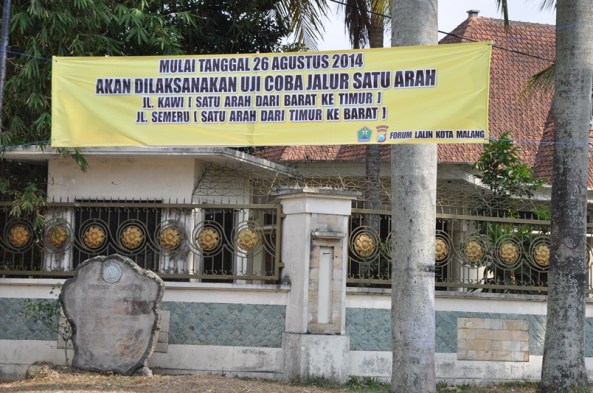 MULAI TANGGAL 26 AGUSTUS 2014
AKAN DILAKSANAKAN UJI COBA JALUR SATU ARAH
JL. KAWI ( SATU ARAH DARI BARAT KE TIMUR )
JL. SEMERU ( SATU ARAH DARI TIMUR KE BARAT )
FORUM LALIN KOTA MALANG